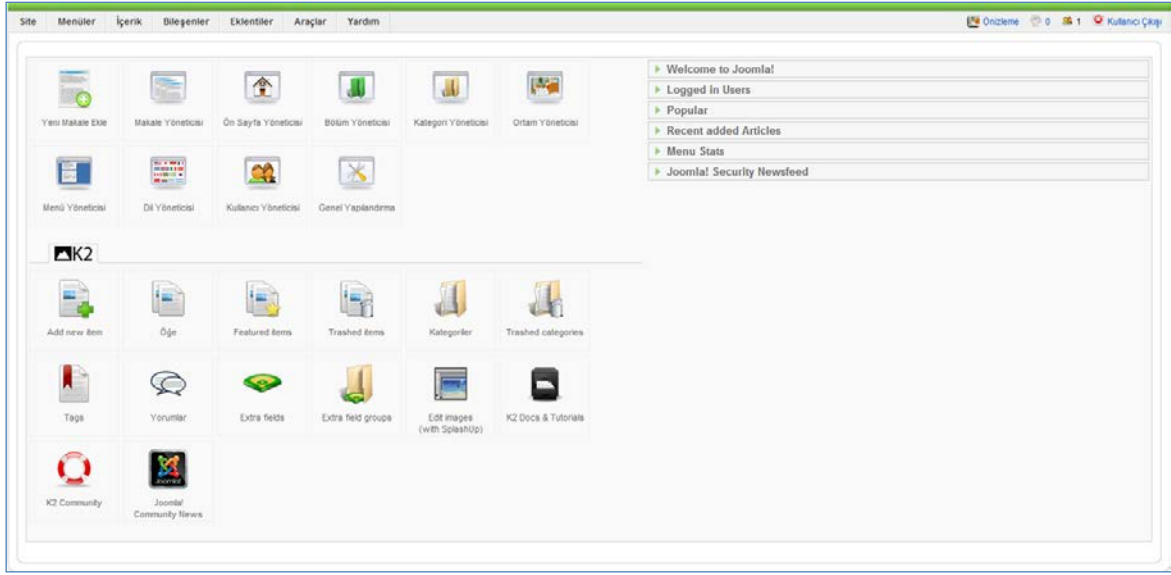 Site Menüler İçerik Bileşenler Eklentiler Araçlar Yardım Önizleme 0 1 Kullanıcı Çıkışı
Yeni Makale Ekle Makale Yöneticisi Ön Sayfa Yöneticisi Bölüm Yöneticisi Kategori Yöneticisi Ortam Yöneticisi
Menü Yöneticisi Dil Yöneticisi Kullanıcı Yöneticisi Genel Yapılandırma
K2
Add new item Öğe Featured items Trashed items Kategoriler Trashed categories
Tags Yorumlar Extra fields Extra field groups Edit images K2 Docs & Tutorials
(with SplashUp)
Joomla!
K2 Community Joomla!
Community News
Welcome to Joomla!
Logged in Users
Popular
Recent added Articles
Menu Stats
Joomla! Security Newsfeed